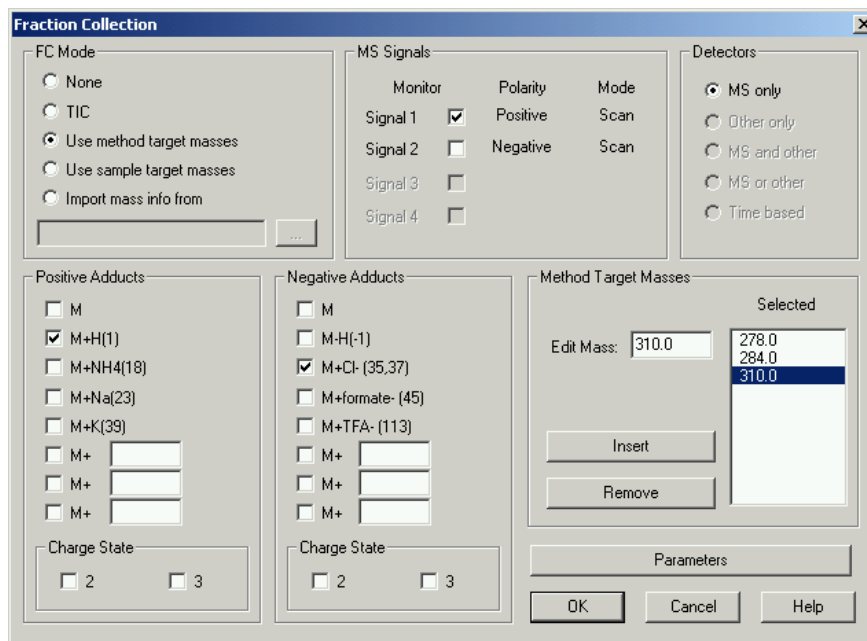 Fraction Collection
FC Mode
None
TIC
Use method target masses
Use sample target masses
Import mass info from
...
MS Signals
Monitor Polarity Mode
Signal 1 Positive Scan
Signal 2 Negative Scan
Signal 3
Signal 4
Detectors
MS only
Other only
MS and other
MS or other
Time based
Positive Adducts
M
M+H(1)
M+NH4(18)
M+Na(23)
M+K(39)
M+
M+
M+
Charge State
2 3
Negative Adducts
M
M-H(-1)
M+Cl- (35,37)
M+formate- (45)
M+TFA- (113)
M+
M+
M+
Charge State
2 3
Method Target Masses
Selected
Edit Mass: 310.0
278.0
284.0
310.0
Insert
Remove
Parameters
OK Cancel Help